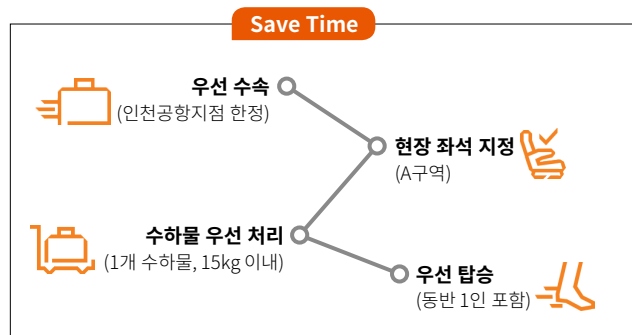 Save Time
우선 수속
(인천공항지점 한정)
현장 좌석 지정
(A구역)
수하물 우선 처리
(1개 수하물, 15kg 이내)
우선 탑승
(동반 1인 포함)